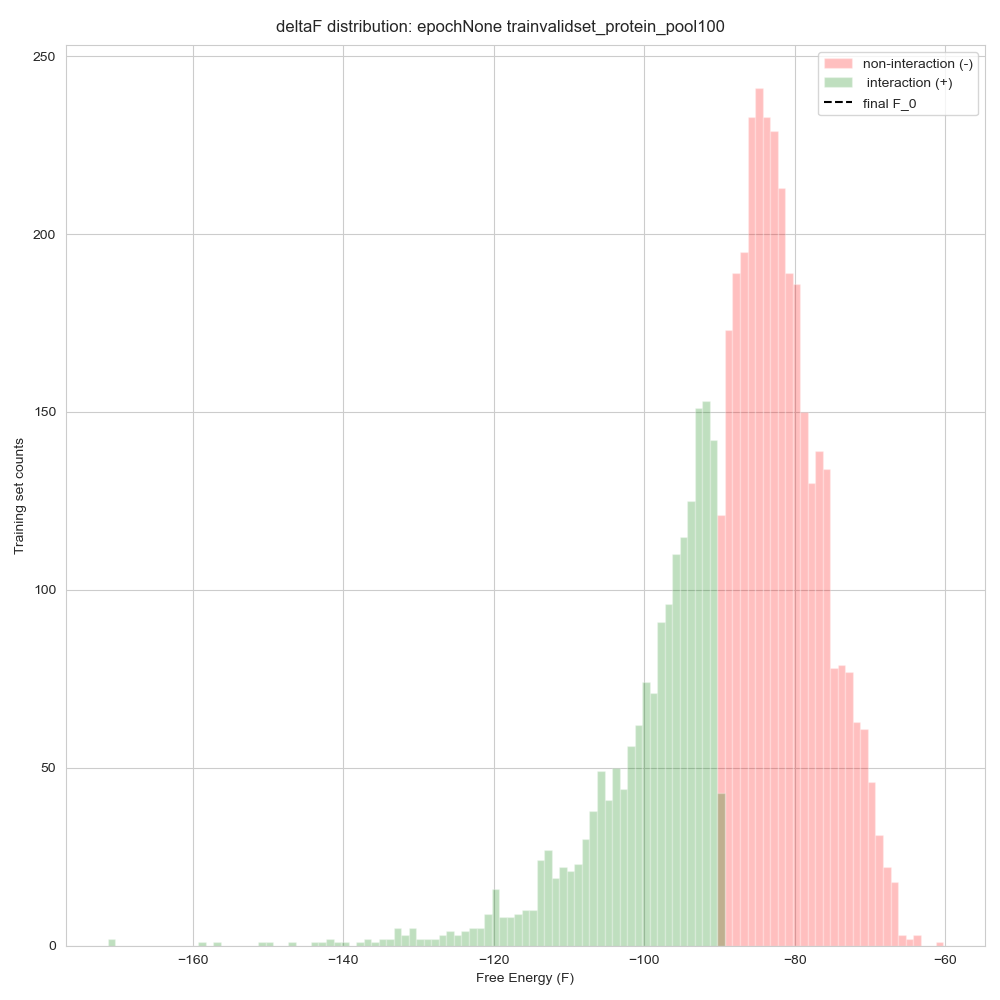 deltaF distribution: epochNone trainvalidset_protein_pool100
250
200
150
100
50
0
Training set counts
non-interaction (-)
interaction (+)
final F_0
−160
−140
−120
−100
−80
−60
Free Energy (F)